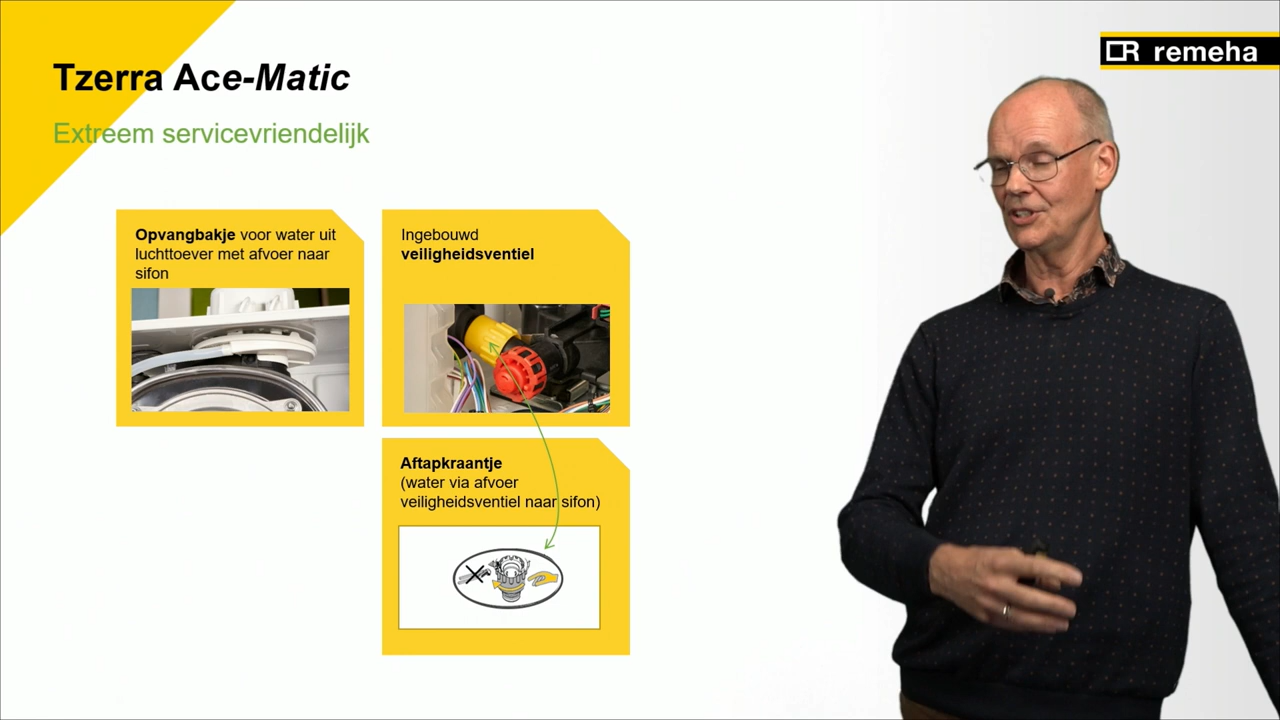 Tzerra Ace-Matic
Extreem servicevriendelijk
remeha
Opvangbakje voor water uit
luchttoever met afvoer naar
sifon
Ingebouwd
veiligheidsventiel
Aftapkraantje
(water via afvoer
veiligheidsventiel naar sifon)